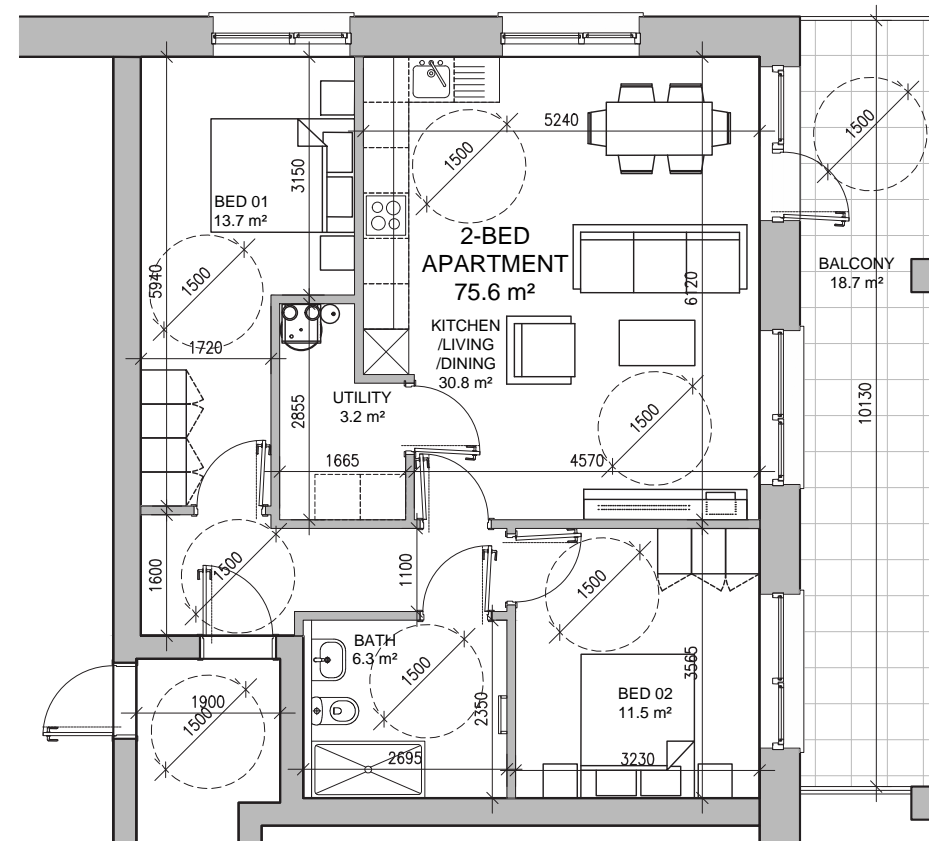 5240
1500
1500
3150
BED 01
13.7 m²
2-BED
APARTMENT
75.6 m²
BALCONY
18.7 m²
5940
1500
6120
KITCHEN
/LIVING
/DINING
30.8 m²
1720
UTILITY
3.2 m²
2855
10130
1500
1665
4570
1600
1500
1100
1500
BATH
6.3 m²
1500
3565
BED 02
11.5 m²
1900
1500
2350
2695
3230